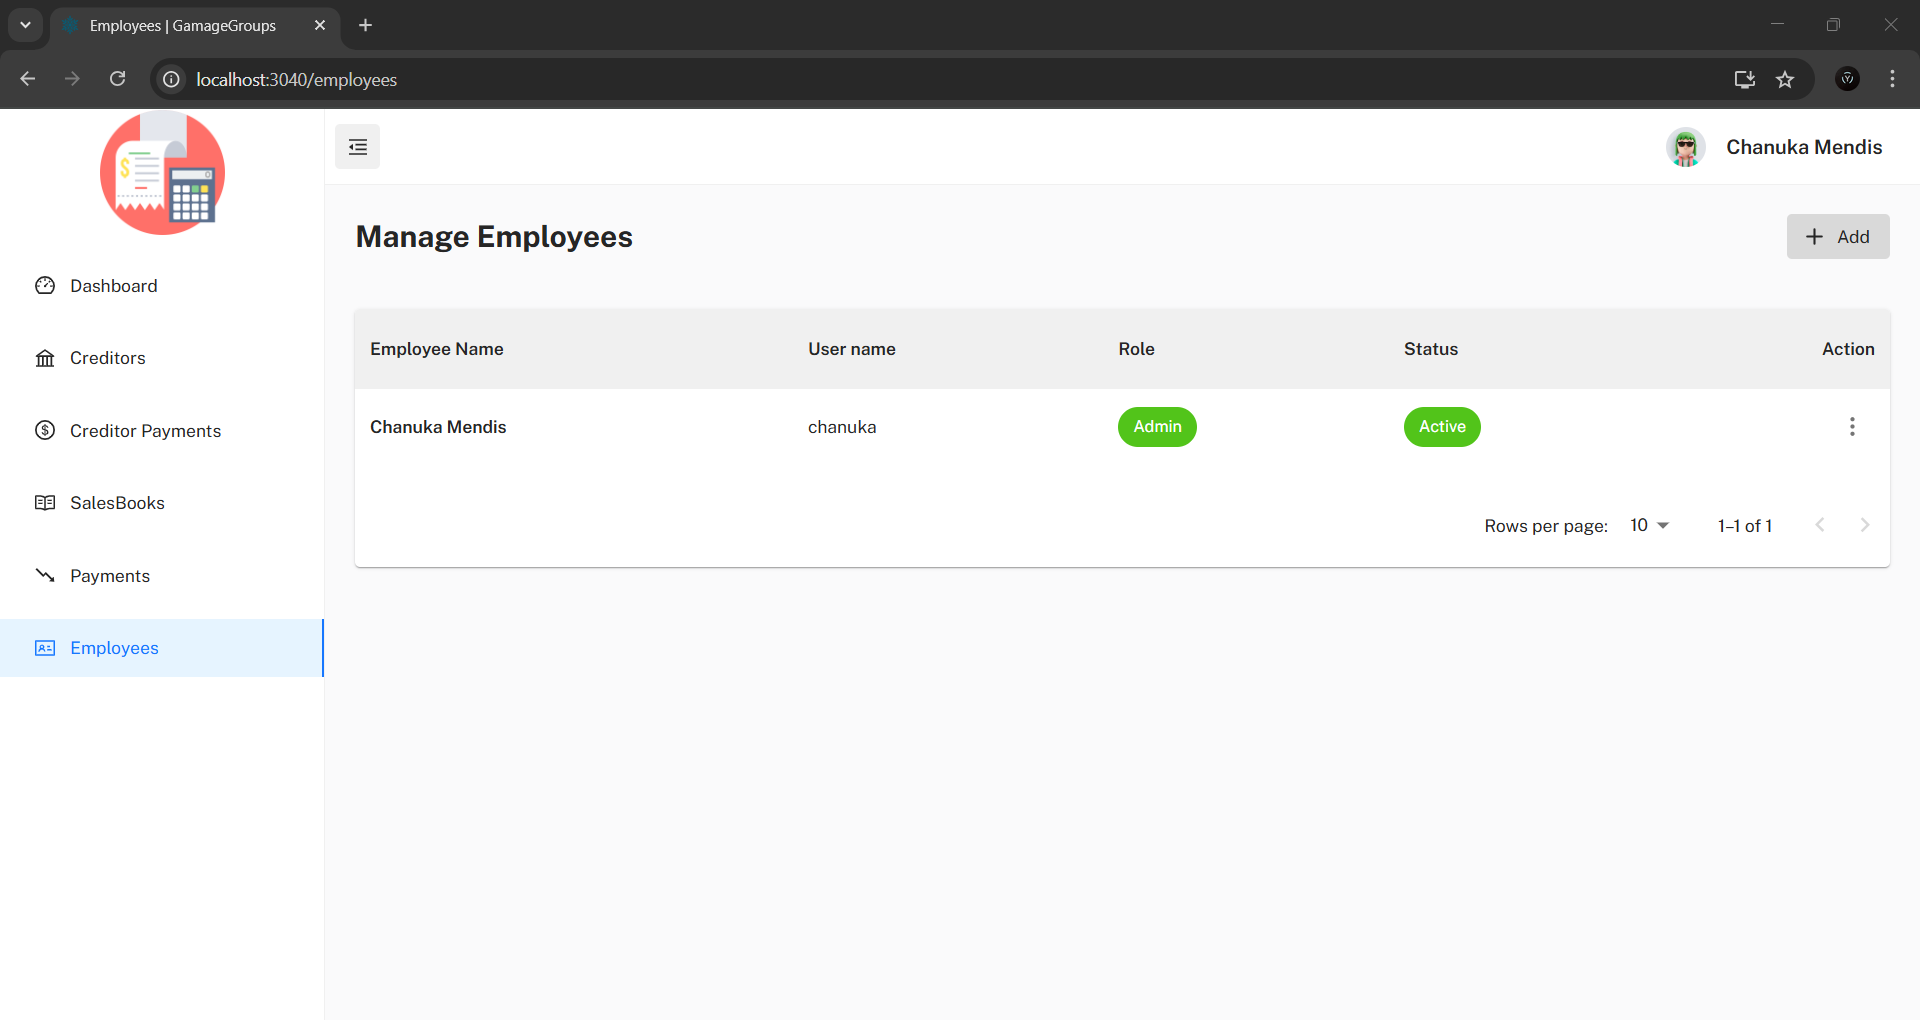 Employees | GamageGroups
localhost:3040/employees
Chanuka Mendis
Manage Employees
Add
Dashboard
Creditors
Creditor Payments
SalesBooks
Payments
Employees
Employee Name User name Role Status Action
Chanuka Mendis chanuka Admin Active
Rows per page: 10 1–1 of 1